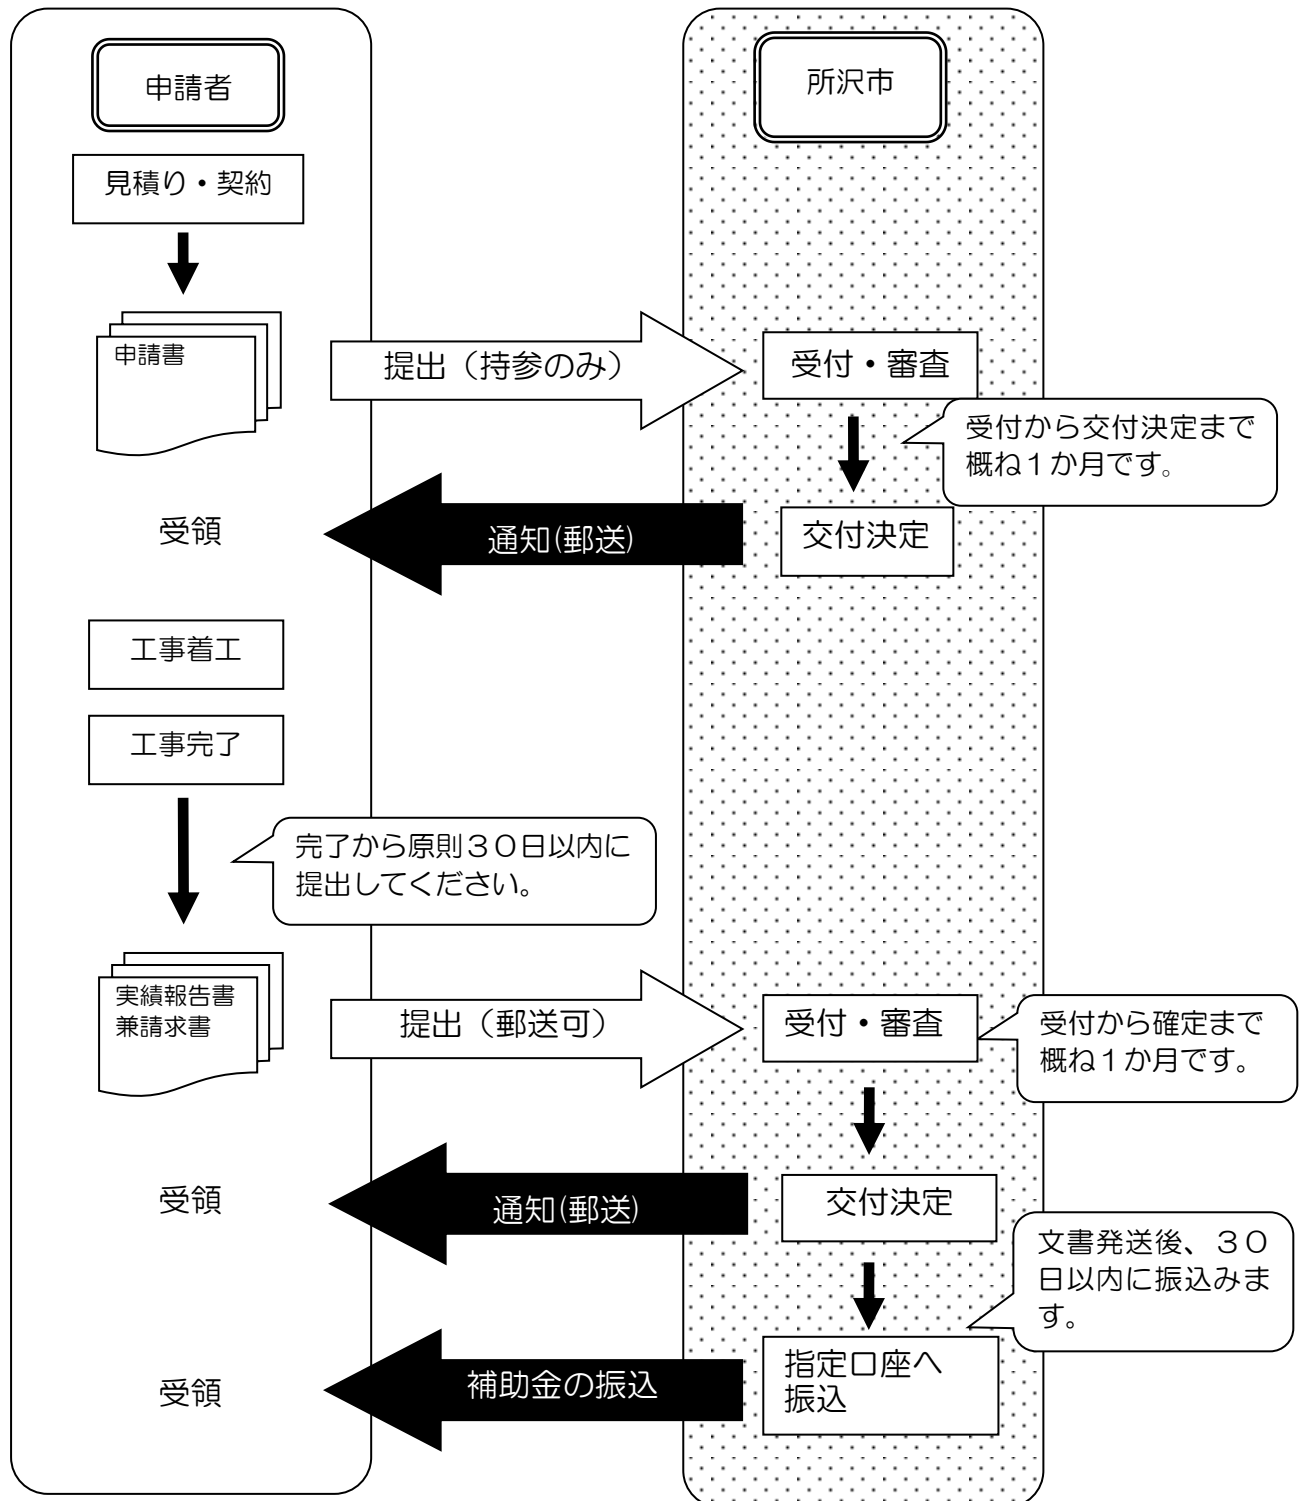 申請者
所沢市
見積り・契約
申請書
提出（持参のみ）
受付・審査
受付から交付決定まで
概ね１か月です。
受領
通知(郵送)
交付決定
工事着工
工事完了
完了から原則３０日以内に
提出してください。
実績報告書
兼請求書
提出（郵送可）
受付・審査
受付から確定まで
概ね１か月です。
受領
通知(郵送)
交付決定
文書発送後、３０
日以内に振込みま
す。
受領
補助金の振込
指定口座へ
振込